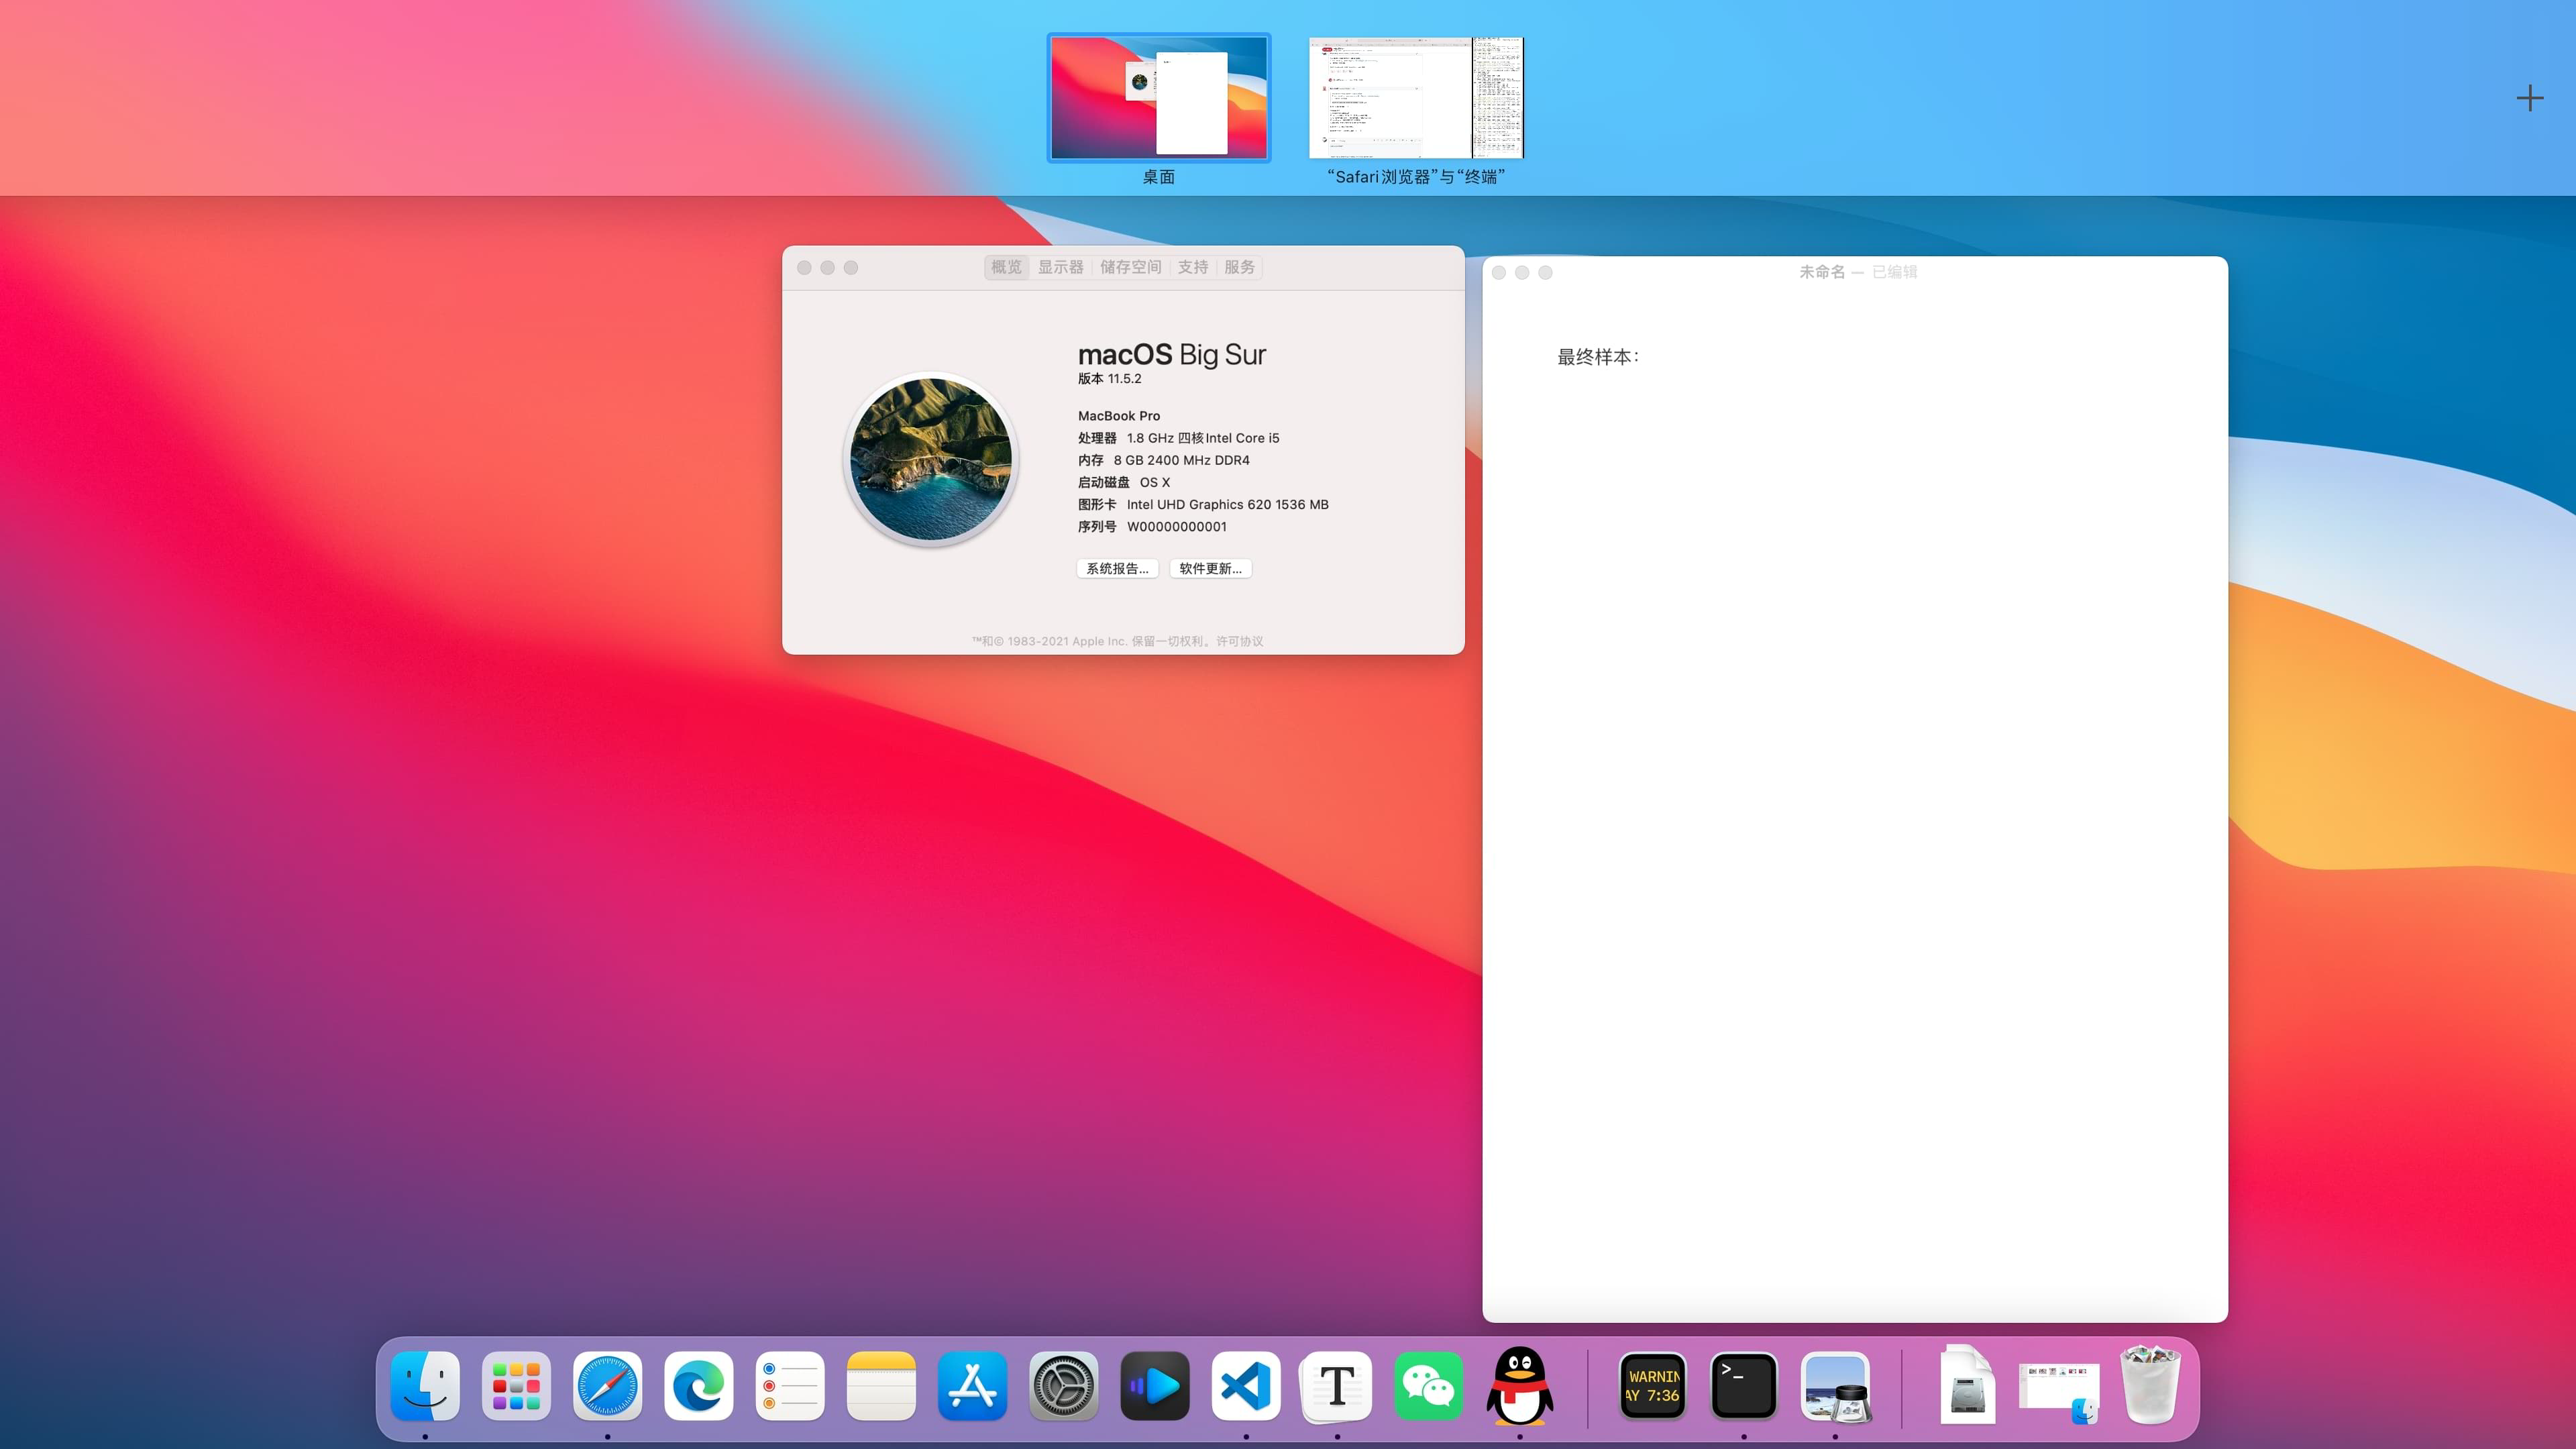 桌面
“Safari浏览器”与“终端”
概览 显示器 储存空间 支持 服务
macOS Big Sur
版本 11.5.2
MacBook Pro
处理器 1.8 GHz 四核Intel Core i5
内存 8 GB 2400 MHz DDR4
启动磁盘 OS X
图形卡 Intel UHD Graphics 620 1536 MB
序列号 W00000000001
系统报告... 软件更新...
™和© 1983-2021 Apple Inc. 保留一切权利。许可协议
未命名 — 已编辑
最终样本：
T
WARNIN
AY 7:36
>_